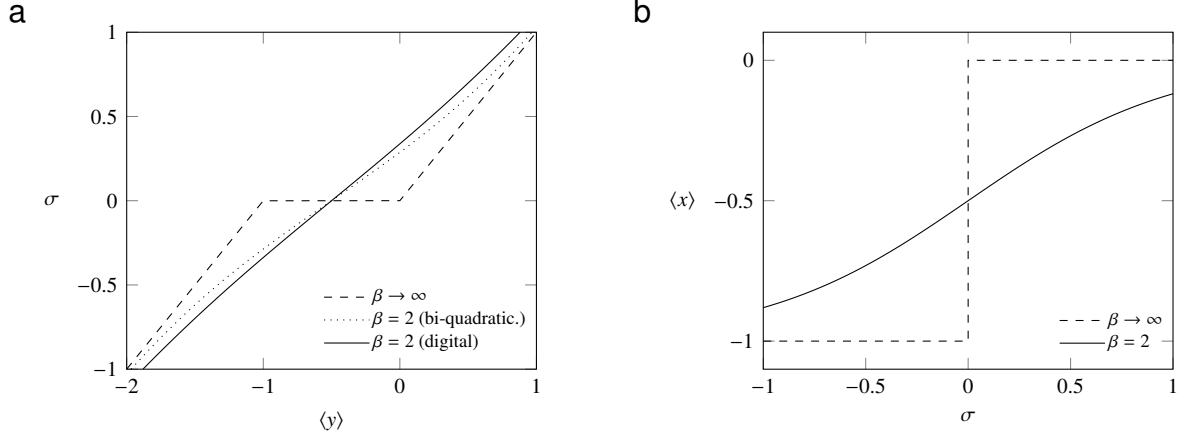 a
1
0.5
σ
0
−0.5
−1
−2
−1
0
1
⟨y⟩
β → ∞
β = 2 (bi-quadratic.)
β = 2 (digital)
b
0
⟨x⟩
−0.5
−1
−1
−0.5
0
0.5
1
σ
β → ∞
β = 2